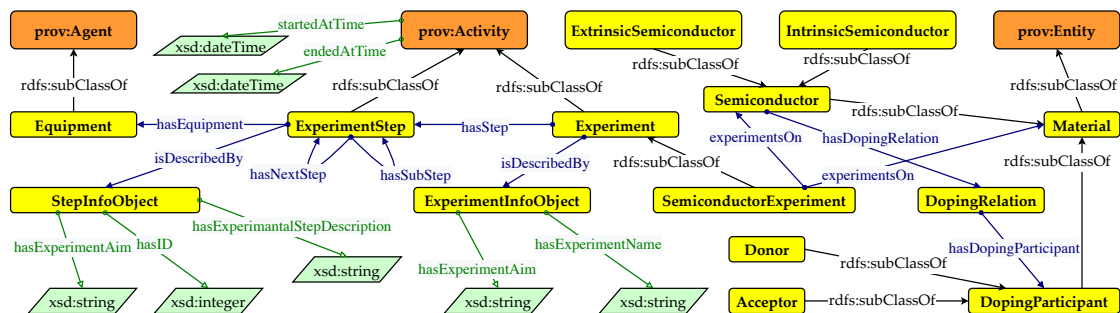 prov:Agent
startedAtTime
prov:Activity
ExtrinsicSemiconductor
IntrinsicSemiconductor
prov:Entity
xsd:dateTime
endedAtTime
xsd:dateTime
rdfs:subClassOf
rdfs:subClassOf
rdfs:subClassOf
rdfs:subClassOf
rdfs:subClassOf
rdfs:subClassOf
Semiconductor
rdfs:subClassOf
Equipment
hasEquipment
ExperimentStep
hasStep
Experiment
experimentsOn
hasDopingRelation
Material
isDescribedBy
hasNextStep
hasSubStep
isDescribedBy
rdfs:subClassOf
experimentsOn
rdfs:subClassOf
StepInfoObject
ExperimentInfoObject
SemiconductorExperiment
DopingRelation
hasExperimentAim
hasID
hasExperimantalStepDescription
hasExperimentAim
hasExperimentName
Donor
rdfs:subClassOf
hasDopingParticipant
xsd:string
xsd:string
xsd:integer
xsd:string
xsd:string
Acceptor
rdfs:subClassOf
DopingParticipant